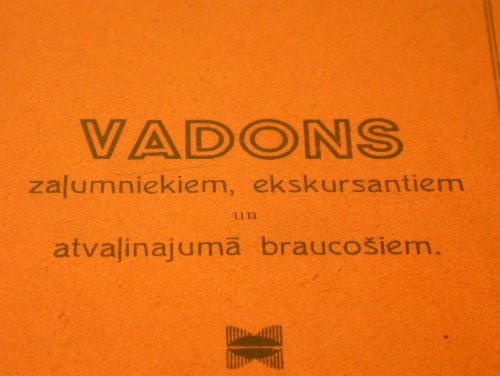 VADONS
zaļumniekiem, ekskursantiem
un
atvaļinajumā braucošiem.